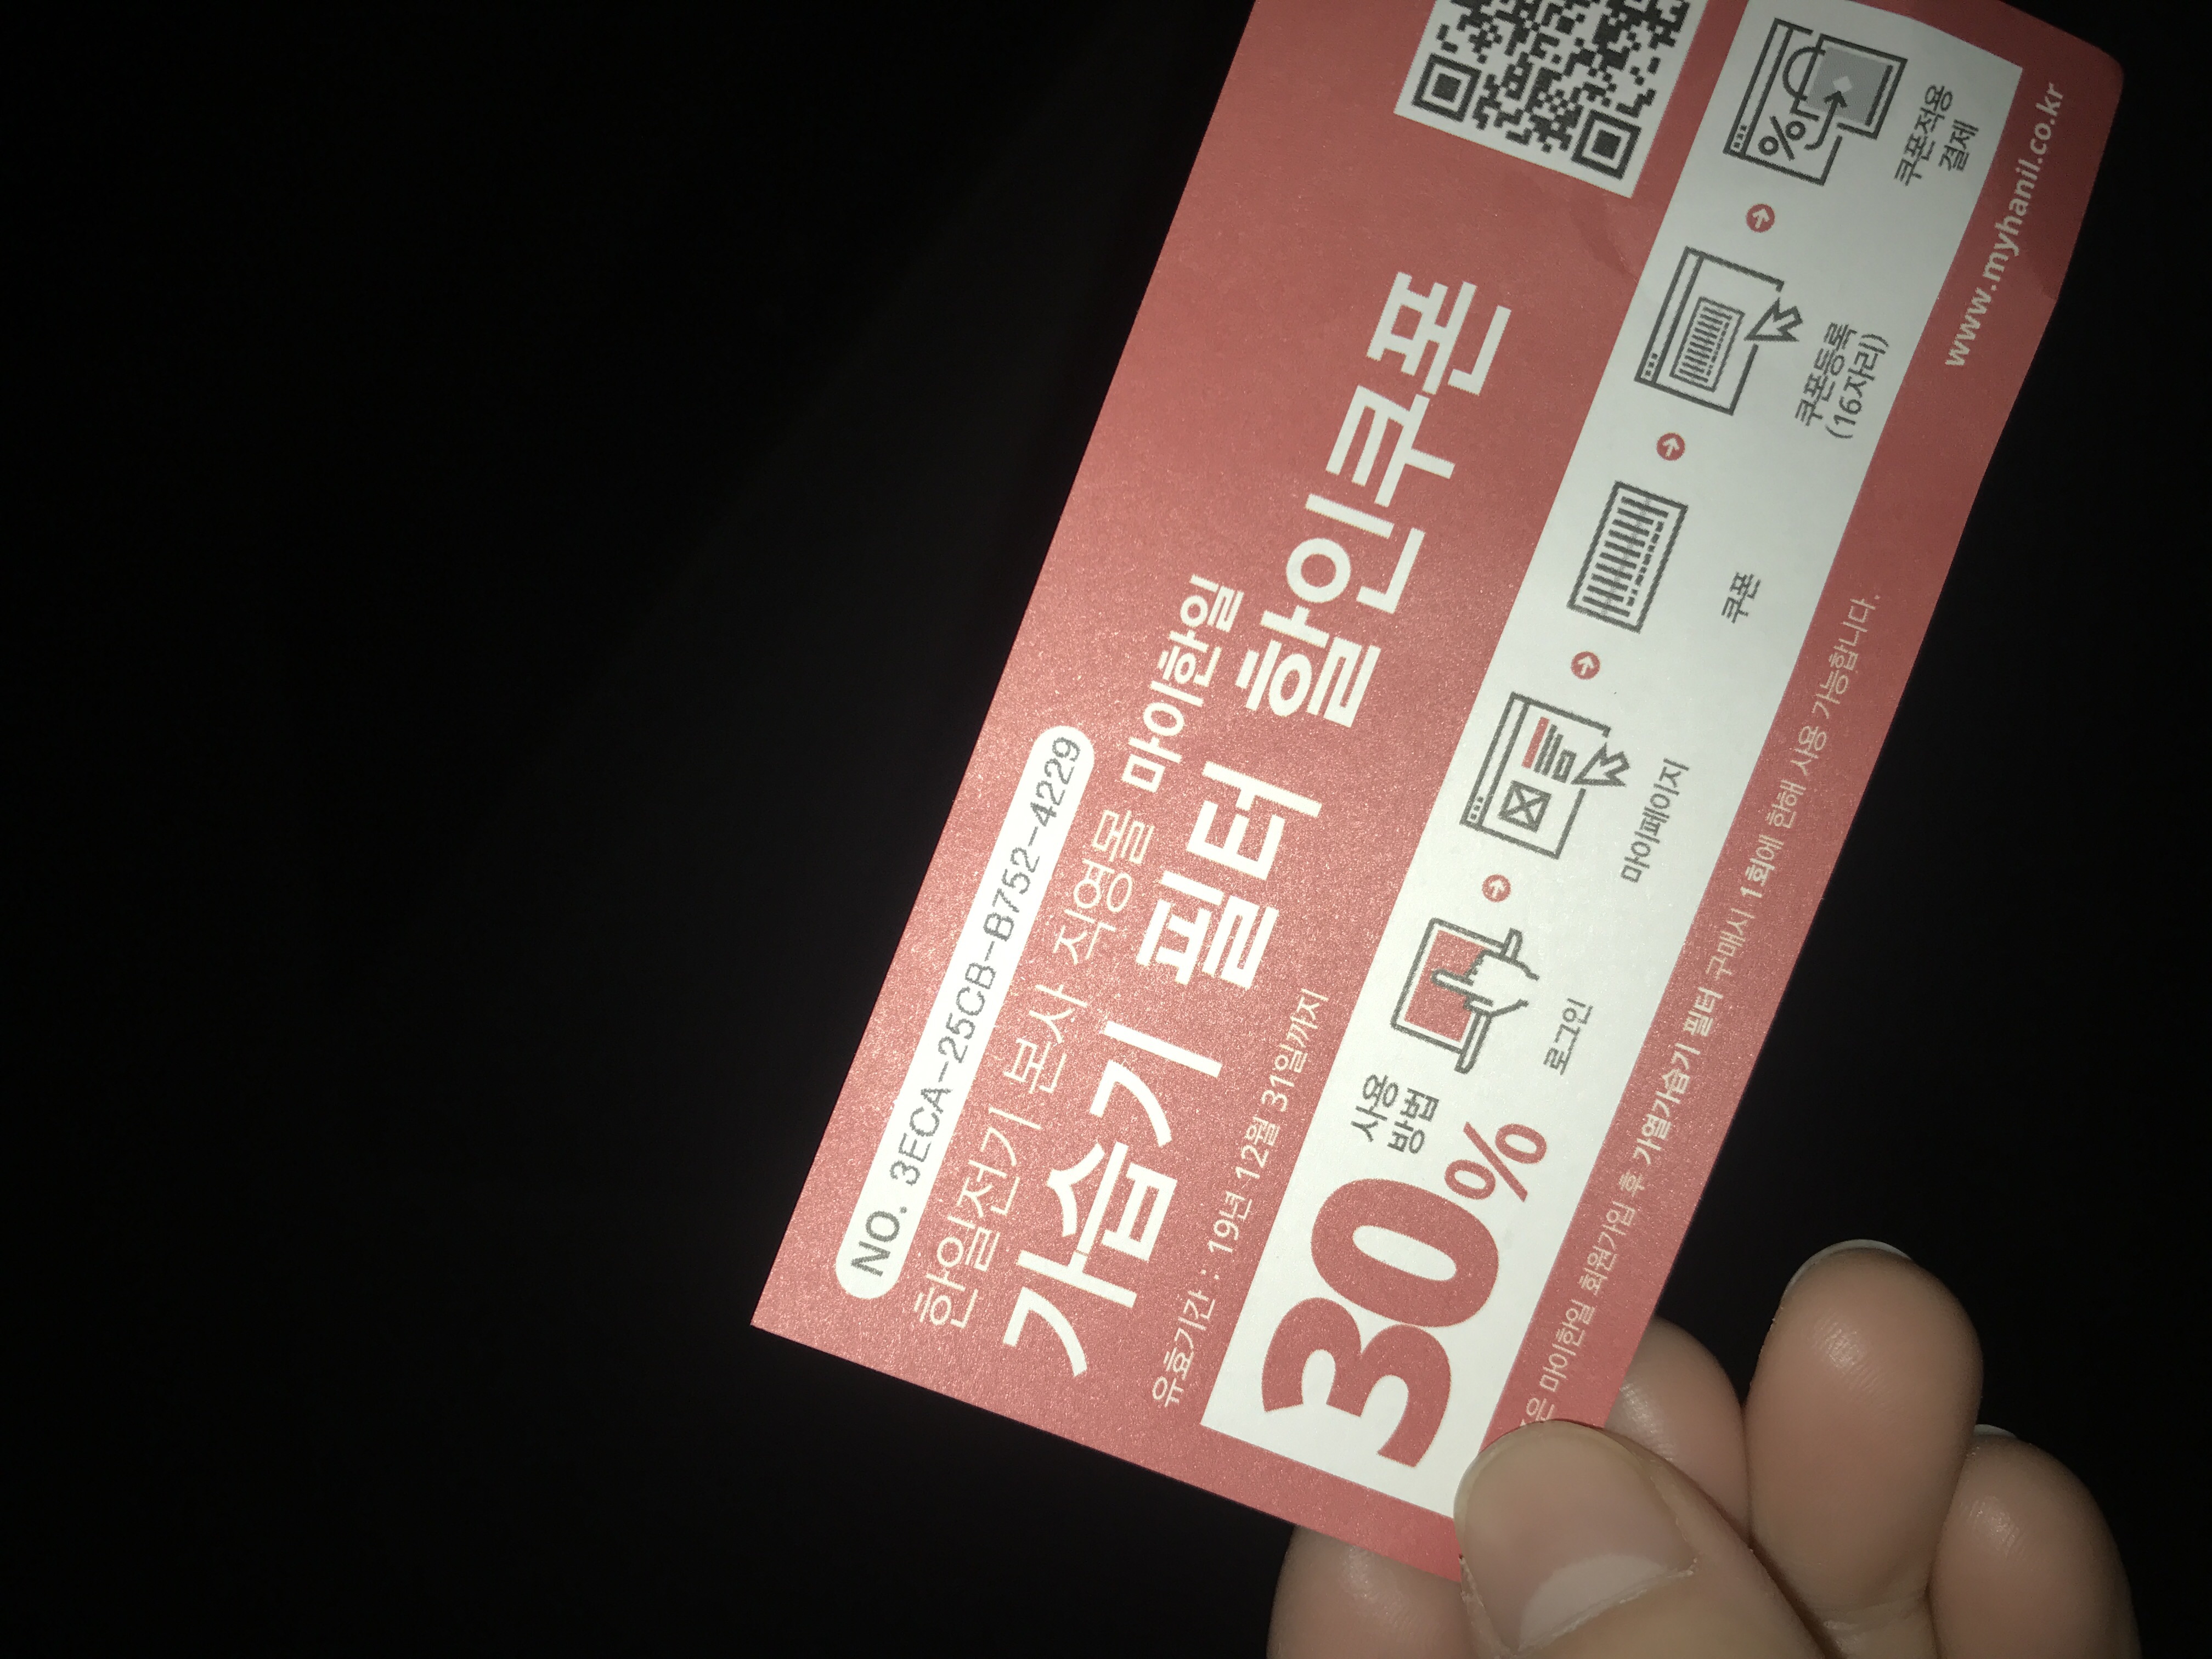 NO. 3ECA-25CB-B752-4229
한일전기 본사 직영몰 마이한일
가습기 필터 할인쿠폰
유효기간 : 19년 12월 31일까지
30%
사용
방법
로그인
마이페이지
쿠폰
쿠폰등록
(16자리)
쿠폰적용
결제
은 마이한일 회원가입 후 가열가습기 필터 구매시 1회에 한해 사용 가능합니다.
www.myhanil.co.kr